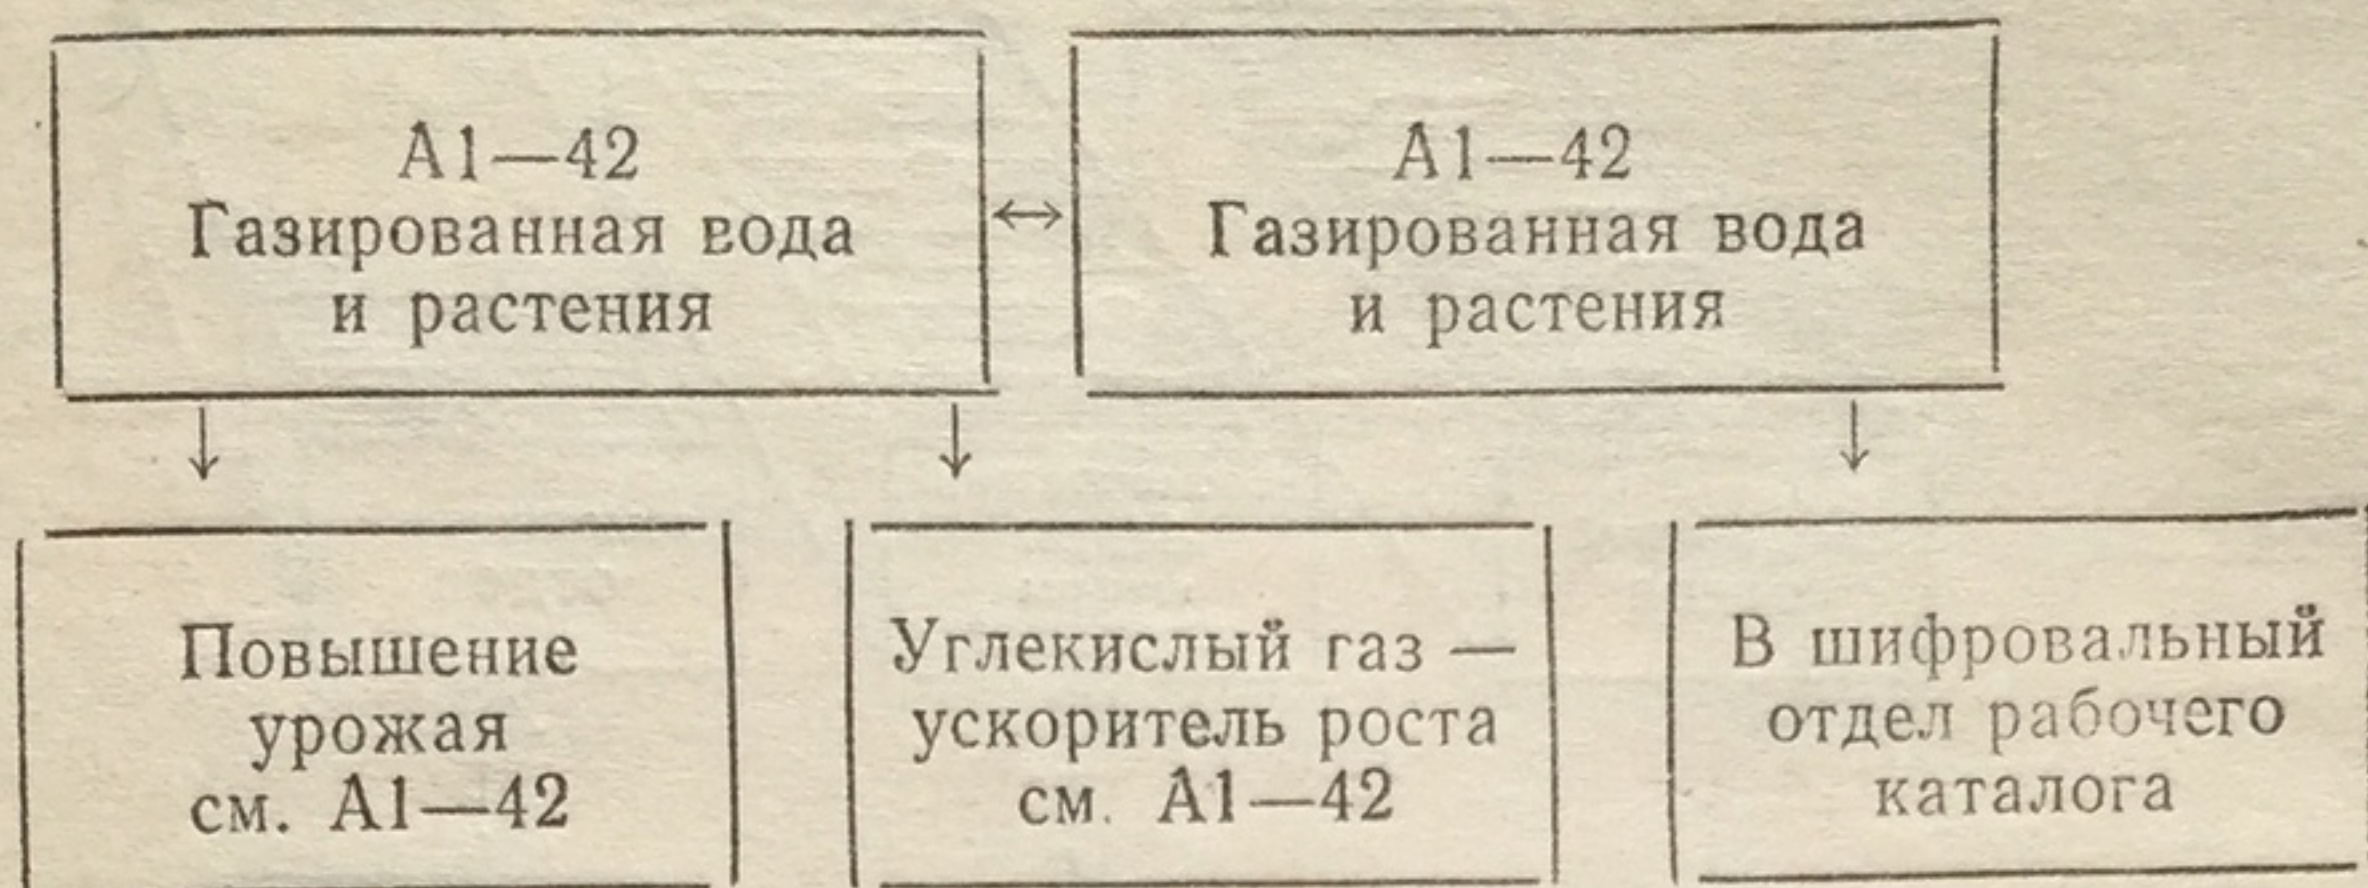 А1—42
Газированная вода
и растения
А1—42
Газированная вода
и растения
Повышение
урожая
см. А1—42
Углекислый газ —
ускоритель роста
см. А1—42
В шифровальный
отдел рабочего
каталога